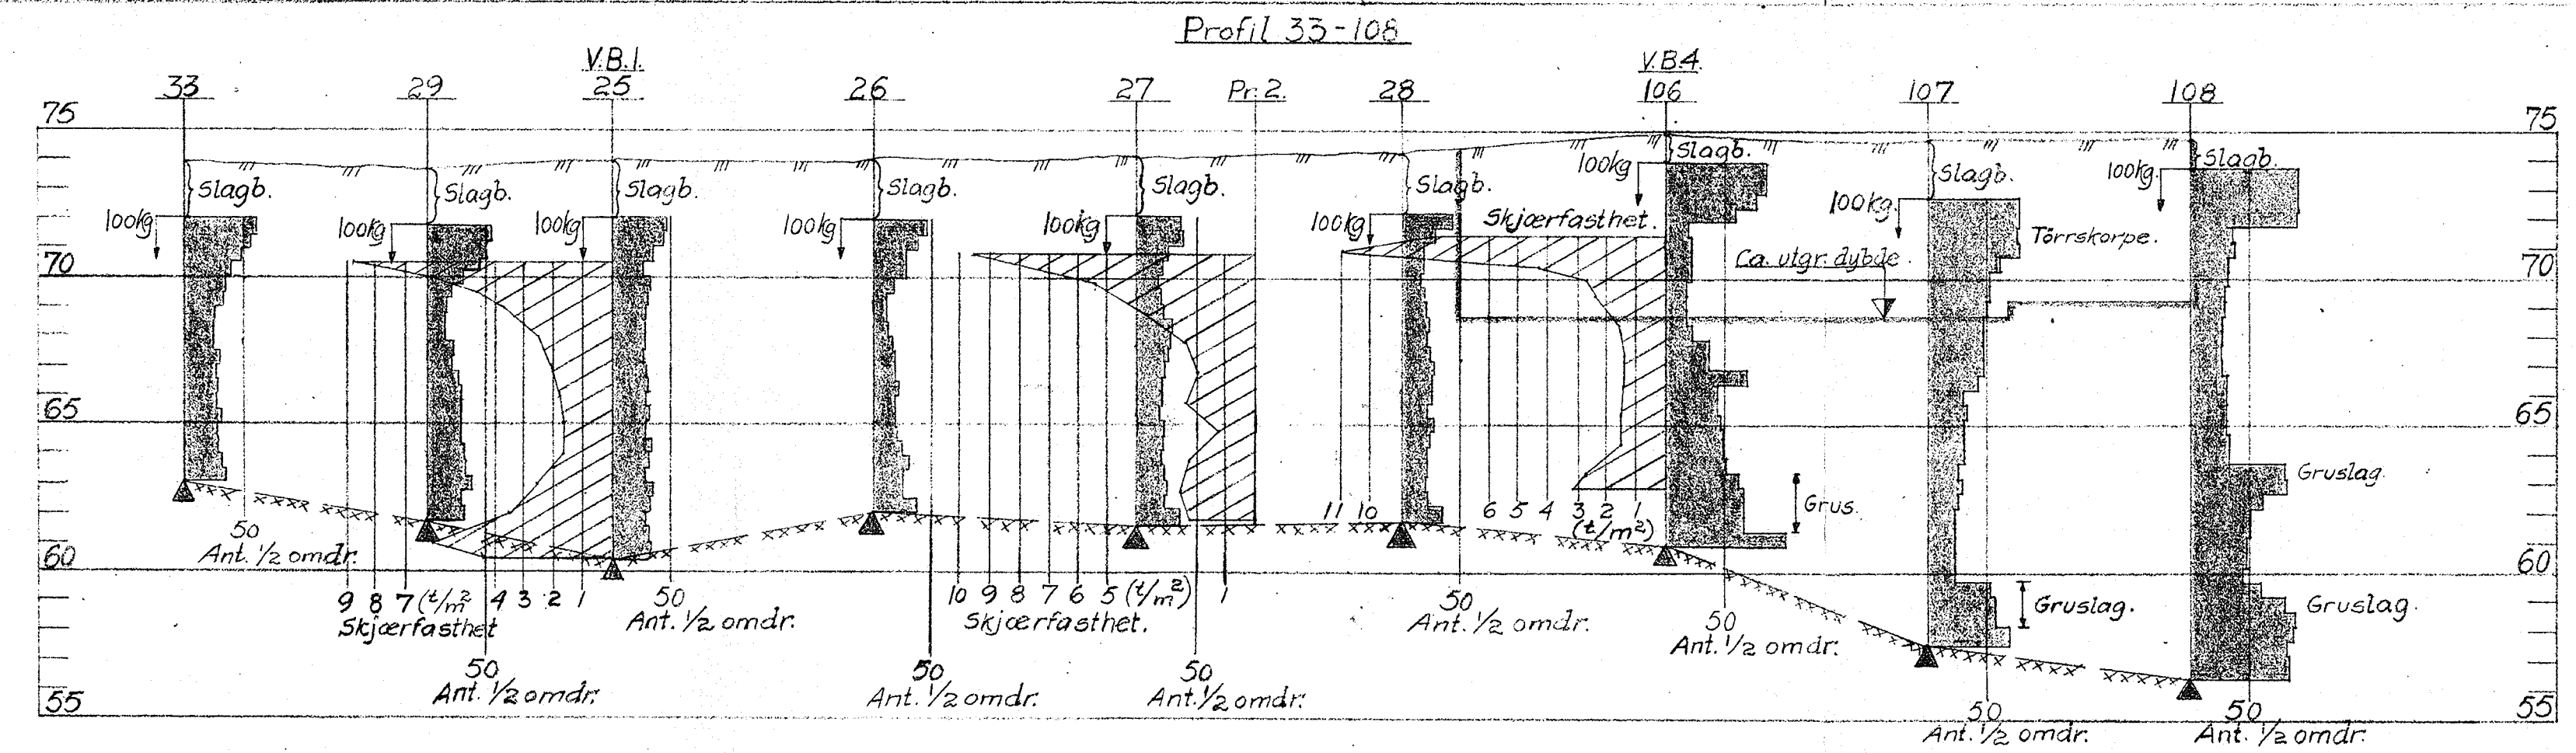 Profil 33-108
V.B.1. V.B.4.
33 29 25 26 27 Pr. 2. 28 106 107 108
75 75
Slagb. Slagb. Slagb. Slagb. Slagb. Slagb. Slagb. Slagb. Slagb.
100kg 100kg 100kg 100kg 100kg 100kg 100kg 100kg. 100kg.
Skjærfasthet.
Törrskorpe.
Ca. utgr. dybde.
70 70
65 65
Gruslag.
11 10 6 5 4 3 2 1
(t/m²)
Grus.
50
Ant. 1/2 omdr.
60 60
9 8 7 (t/m² 4 3 2 1
Skjærfasthet
50
Ant. 1/2 omdr.
10 9 8 7 6 5 (t/m²) 1
Skjærfasthet.
50
Ant. 1/2 omdr.
50
Ant. 1/2 omdr.
Gruslag.
Gruslag.
50
Ant. 1/2 omdr.
50
Ant. 1/2 omdr.
50
Ant. 1/2 omdr.
55 55
50
Ant. 1/2 omdr.
50
Ant. 1/2 omdr.